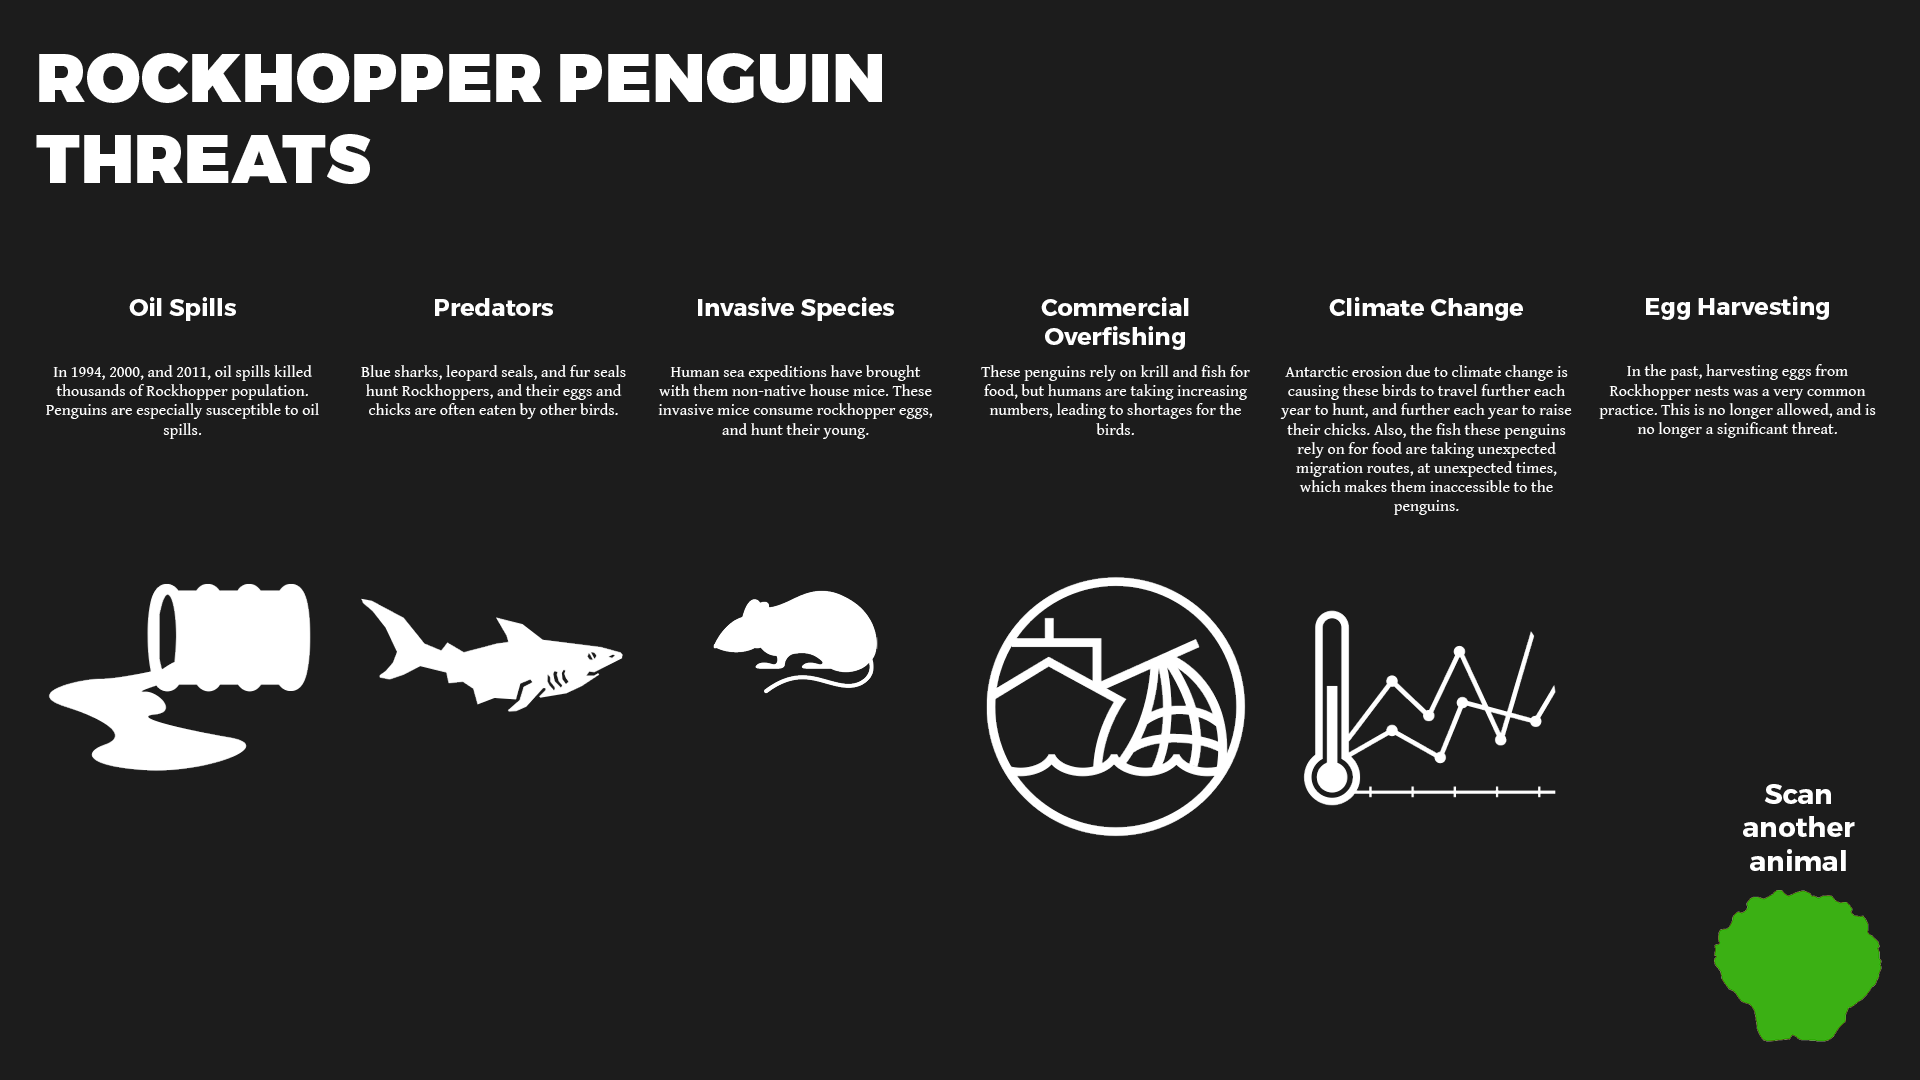 ROCKHOPPER PENGUIN
THREATS
Oil Spills
In 1994, 2000, and 2011, oil spills killed
thousands of Rockhopper population.
Penguins are especially susceptible to oil
spills.
Predators
Blue sharks, leopard seals, and fur seals
hunt Rockhoppers, and their eggs and
chicks are often eaten by other birds.
Invasive Species
Human sea expeditions have brought
with them non-native house mice. These
invasive mice consume rockhopper eggs,
and hunt their young.
Commercial
Overfishing
These penguins rely on krill and fish for
food, but humans are taking increasing
numbers, leading to shortages for the
birds.
Climate Change
Antarctic erosion due to climate change is
causing these birds to travel further each
year to hunt, and further each year to raise
their chicks. Also, the fish these penguins
rely on for food are taking unexpected
migration routes, at unexpected times,
which makes them inaccessible to the
penguins.
Egg Harvesting
In the past, harvesting eggs from
Rockhopper nests was a very common
practice. This is no longer allowed, and is
no longer a significant threat.
Scan
another
animal